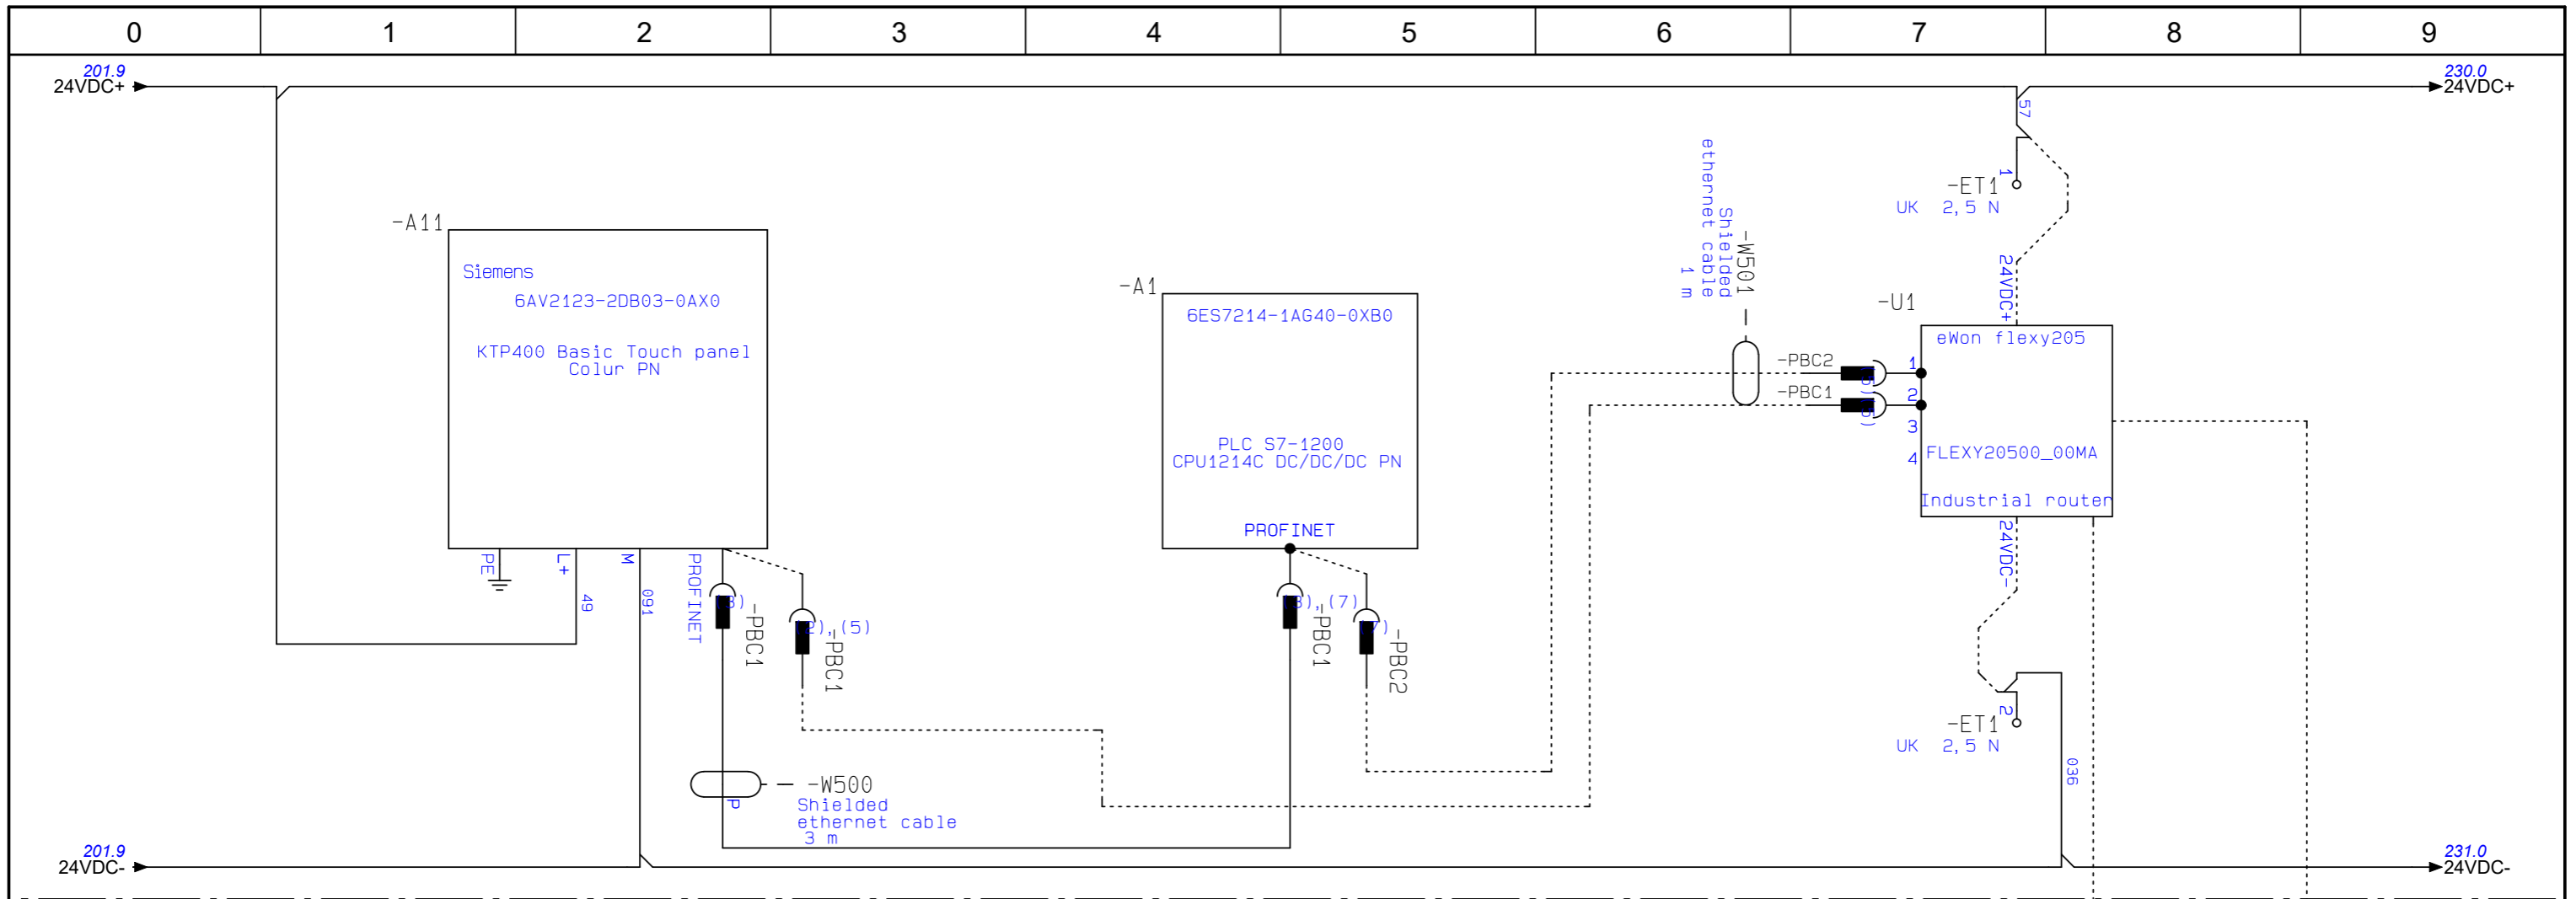 0 1 2 3 4 5 6 7 8 9
201.9
24VDC+
230.0
24VDC+
57
1
-ET1
UK 2,5 N
-A11
Siemens
6AV2123-2DB03-0AX0
KTP400 Basic Touch panel
Colur PN
PE
L+
M
PROFINET
49
091
-A1
6ES7214-1AG40-0XB0
PLC S7-1200
CPU1214C DC/DC/DC PN
PROFINET
-W501
Shielded
ethernet cable
1 m
24VDC+
-U1
eWon flexy205
-PBC2
1
-PBC1
2
3
4
FLEXY20500_00MA
Industrial router
24VDC-
-PBC1
,(5)
-PBC1
,(7)
-PBC1
-PBC2
2
-ET1
UK 2,5 N
036
-W500
P
Shielded
ethernet cable
3 m
201.9
24VDC-
231.0
24VDC-